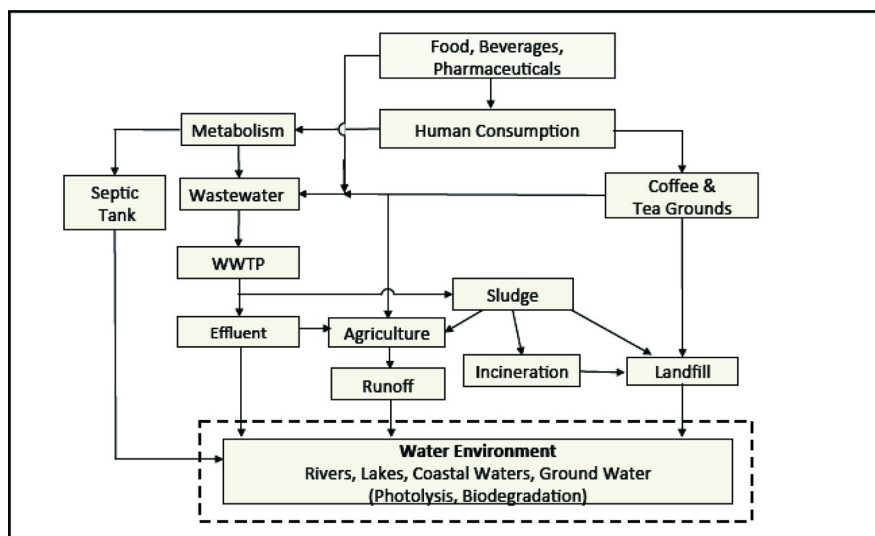 Food, Beverages,
Pharmaceuticals
Metabolism
Human Consumption
Septic
Tank
Wastewater
Coffee &
Tea Grounds
WWTP
Sludge
Effluent
Agriculture
Runoff
Incineration
Landfill
Water Environment
Rivers, Lakes, Coastal Waters, Ground Water
(Photolysis, Biodegradation)